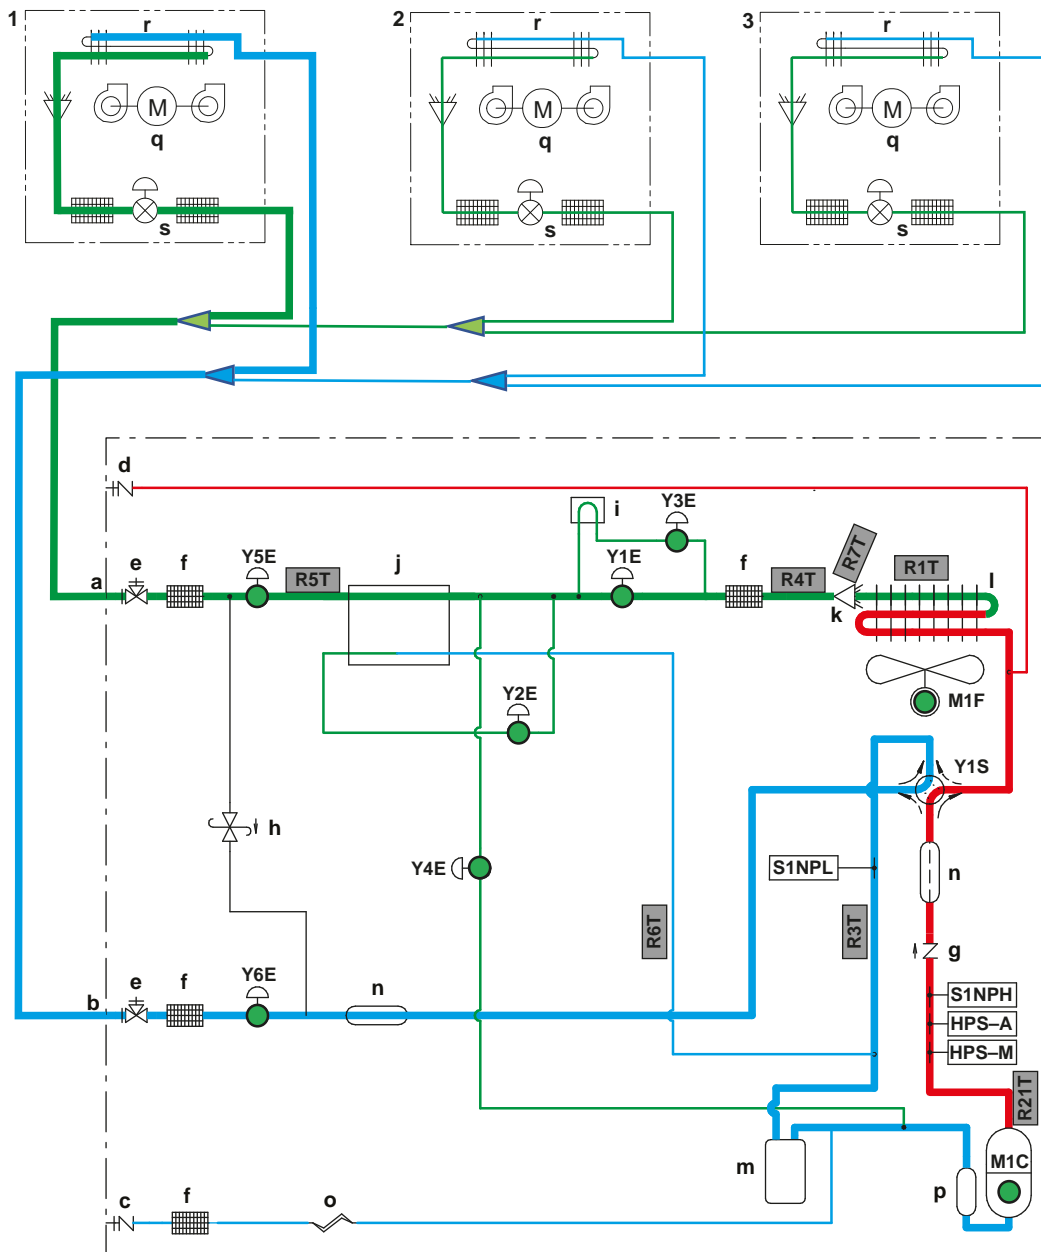 1
r
M
q
s
2
r
M
q
s
3
r
M
q
s
d
Y3E
i
R7T
e
f
Y5E
R5T
j
Y1E
f
R4T
R1T
l
a
k
Y2E
M1F
Y1S
h
Y4E
S1NPL
n
R6T
R3T
g
e
f
Y6E
n
b
S1NPH
HPS–A
HPS–M
R21T
m
M1C
p
c
f
o